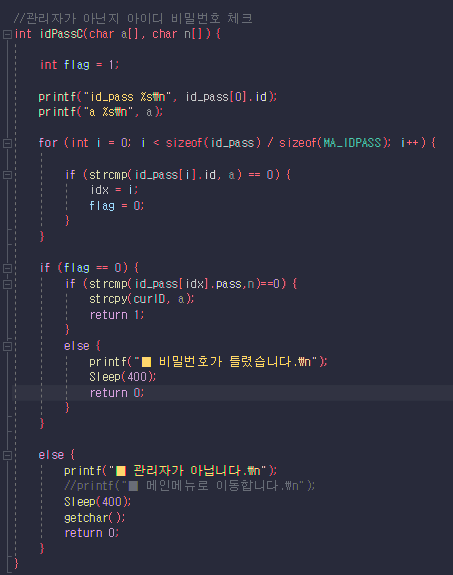 //관리자가 아닌지 아이디 비밀번호 체크
int idPassC(char a[], char n[]) {
int flag = 1;
printf("id_pass %s₩n", id_pass[0].id);
printf("a %s₩n", a);
for (int i = 0; i < sizeof(id_pass) / sizeof(MA_IDPASS); i++) {
if (strcmp(id_pass[i].id, a) == 0) {
idx = i;
flag = 0;
}
}
if (flag == 0) {
if (strcmp(id_pass[idx].pass,n)==0) {
strcpy(curID, a);
return 1;
}
else {
printf("■ 비밀번호가 틀렸습니다.₩n");
Sleep(400);
return 0;
}
}
else {
printf("■ 관리자가 아닙니다.₩n");
//printf("■ 메인메뉴로 이동합니다.₩n");
Sleep(400);
getchar();
return 0;
}
}